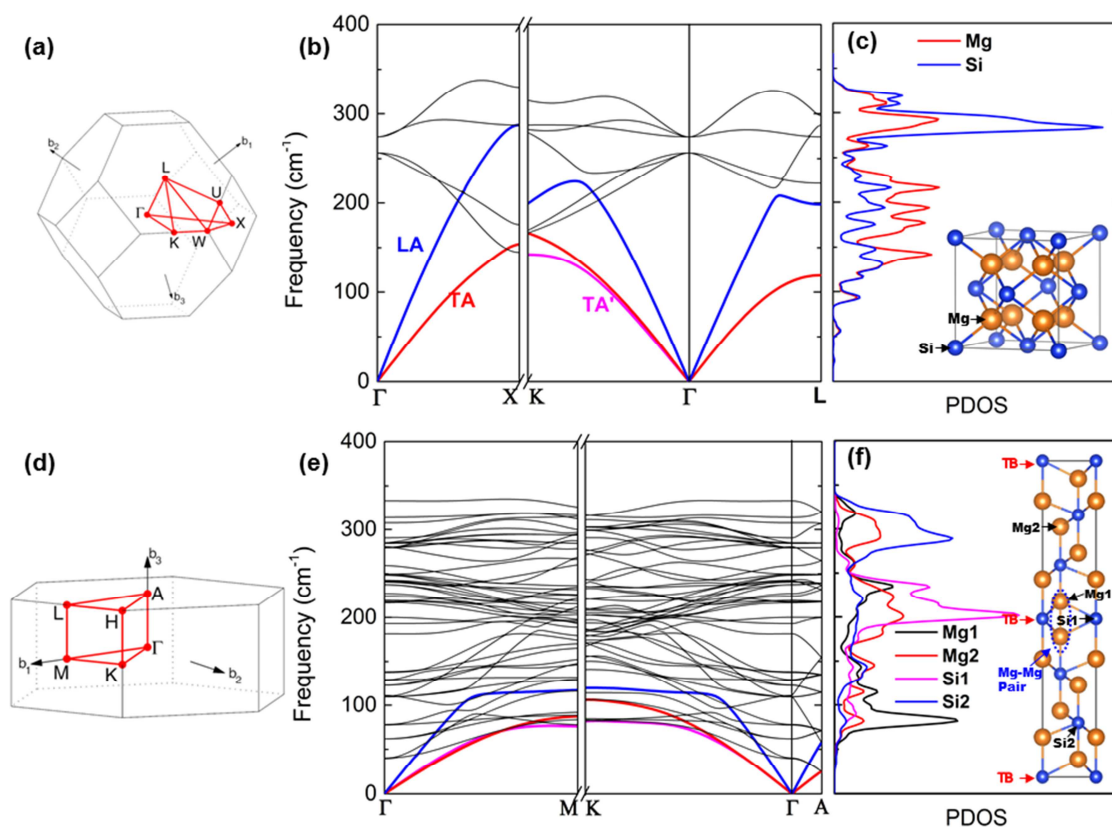 (a)
b₂
b₁
L
U
Γ
X
K
W
b₃
(b)
Frequency (cm⁻¹)
400
300
200
100
0
LA
TA
TA'
Γ
X
K
Γ
L
(c)
Mg
Si
Mg
Si
PDOS
(d)
b₃
A
L
H
Γ
b₁
M
K
b₂
(e)
Frequency (cm⁻¹)
400
300
200
100
0
Γ
M
K
Γ
A
(f)
TB
Mg2
Mg1
Si1
TB
Mg-Mg
Pair
Si2
TB
Mg1
Mg2
Si1
Si2
PDOS